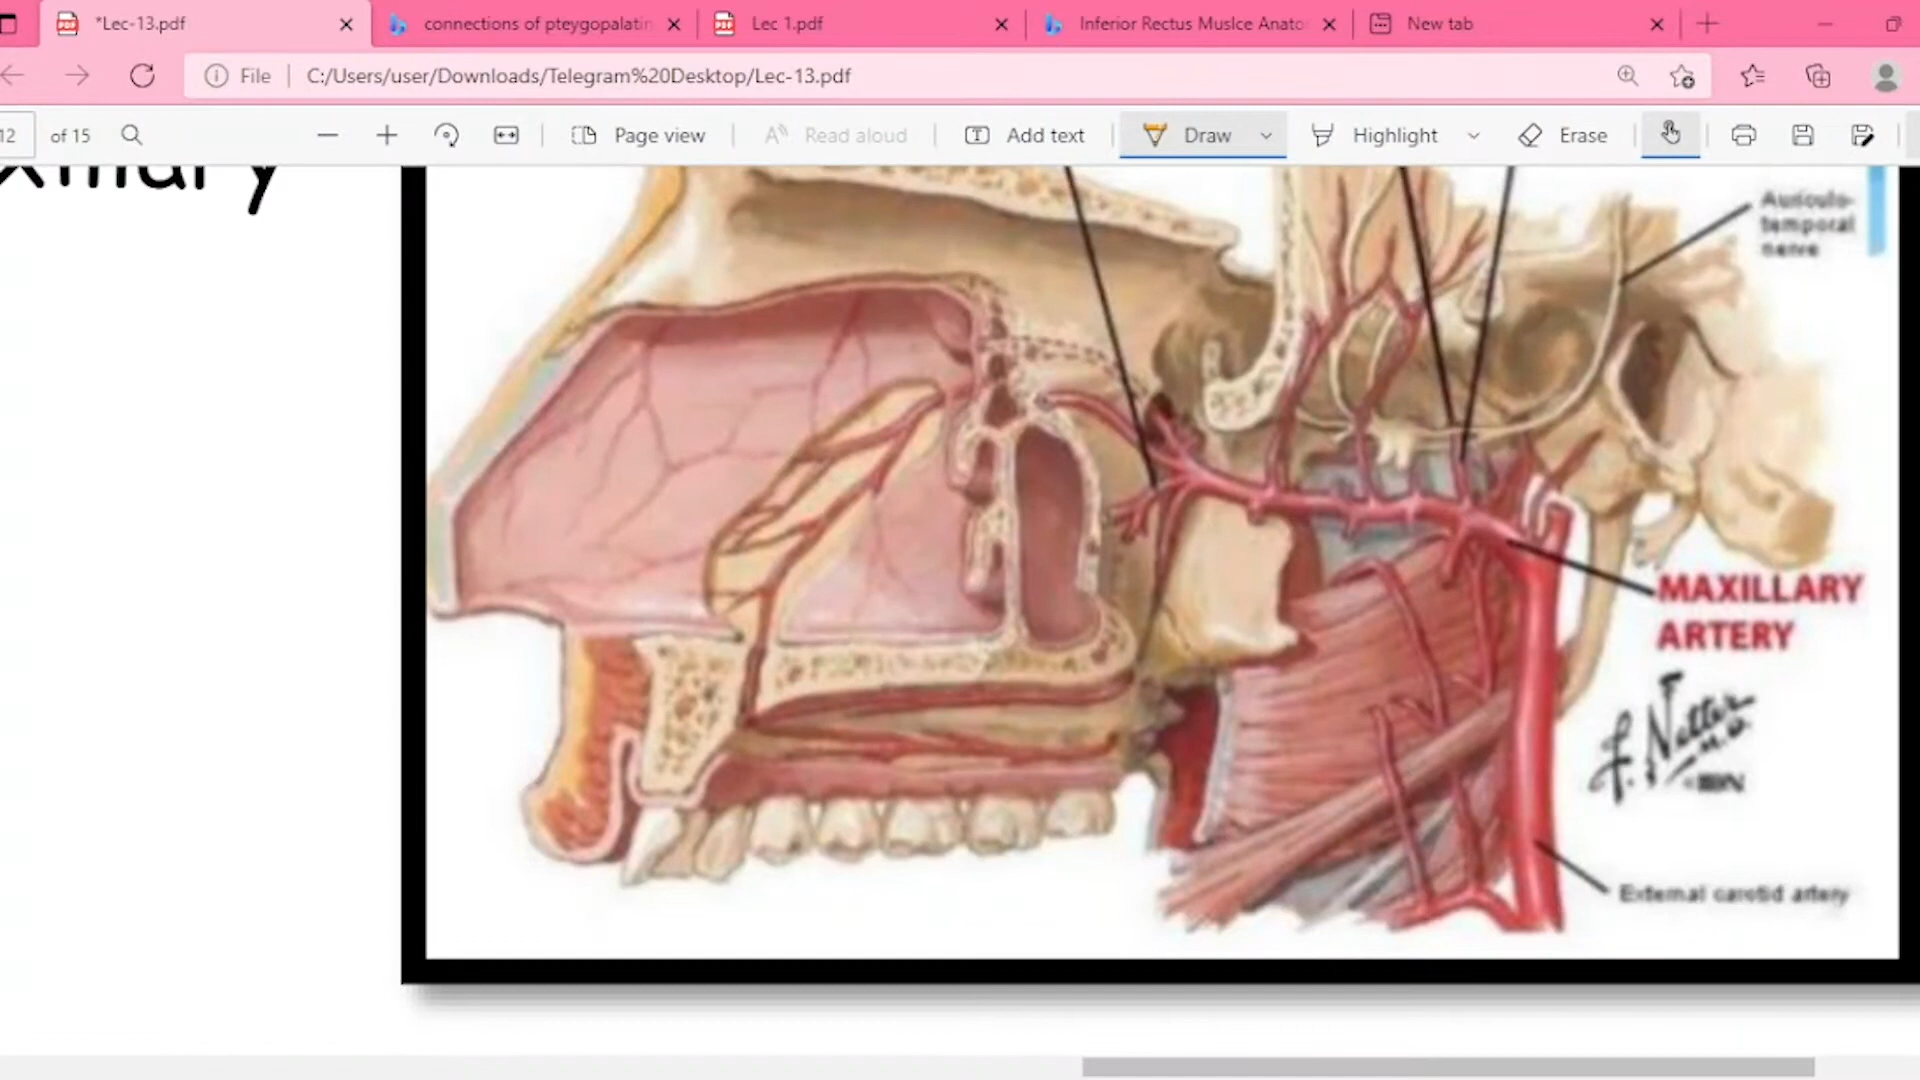 *Lec-13.pdf
connections of pteygopalatin
Lec 1.pdf
Inferior Rectus Muslce Anato
New tab
File
C:/Users/user/Downloads/Telegram%20Desktop/Lec-13.pdf
12
of 15
Page view
Read aloud
Add text
Draw
Highlight
Erase
Auriculo-
temporal
nerve
MAXILLARY
ARTERY
F. Netter
M.D.
External carotid artery